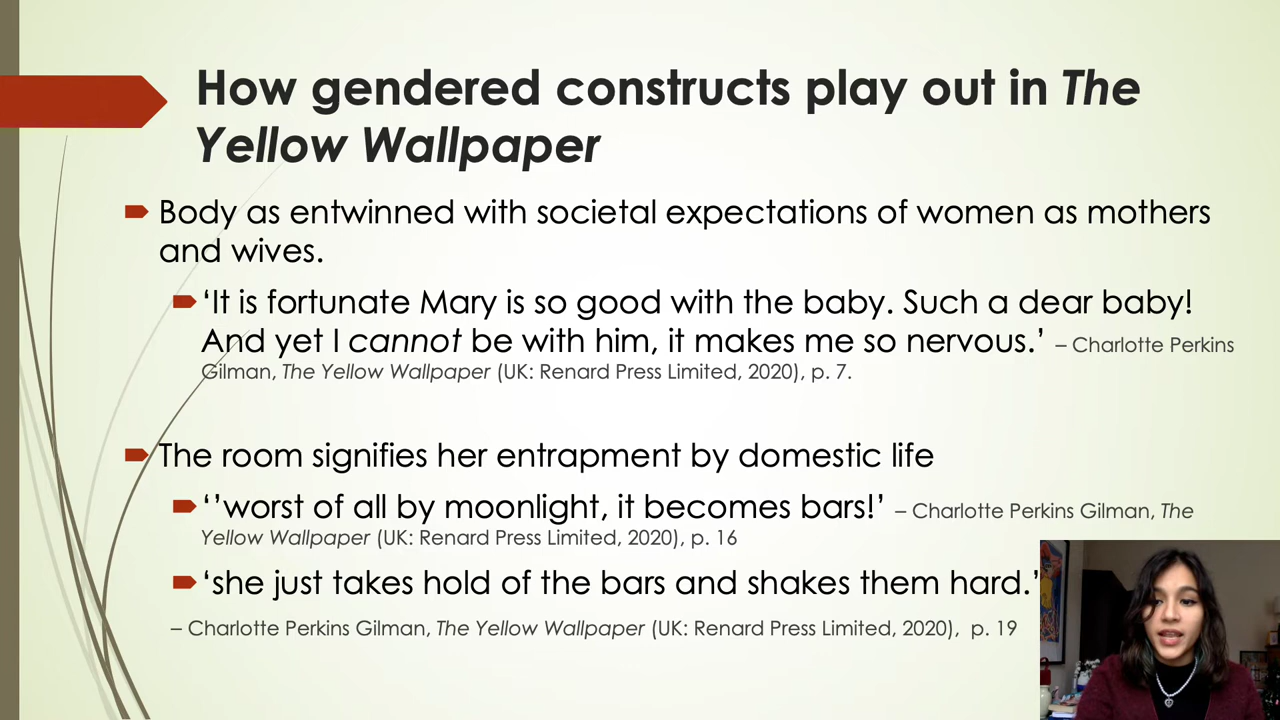 How gendered constructs play out in The
Yellow Wallpaper
Body as entwinned with societal expectations of women as mothers
and wives.
‘It is fortunate Mary is so good with the baby. Such a dear baby!
And yet I cannot be with him, it makes me so nervous.’ – Charlotte Perkins
Gilman, The Yellow Wallpaper (UK: Renard Press Limited, 2020), p. 7.
The room signifies her entrapment by domestic life
‘’worst of all by moonlight, it becomes bars!’ – Charlotte Perkins Gilman, The
Yellow Wallpaper (UK: Renard Press Limited, 2020), p. 16
‘she just takes hold of the bars and shakes them hard.’
– Charlotte Perkins Gilman, The Yellow Wallpaper (UK: Renard Press Limited, 2020), p. 19